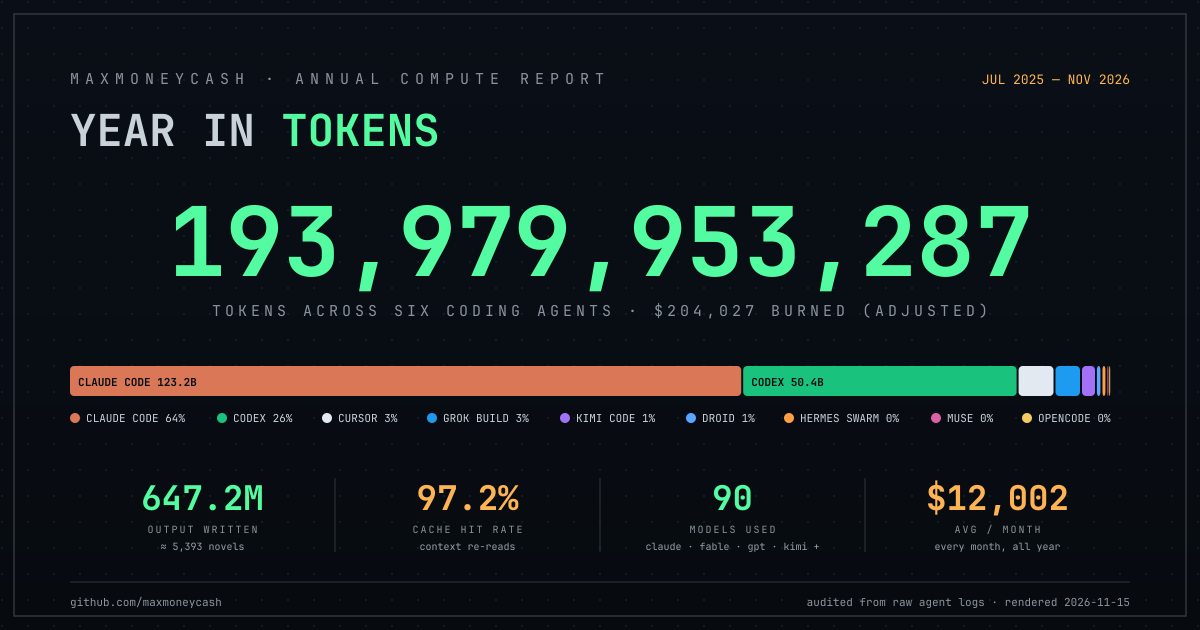 MAXMONEYCASH · ANNUAL COMPUTE REPORT
JUL 2025 — NOV 2026
YEAR IN TOKENS
193,979,953,287
TOKENS ACROSS SIX CODING AGENTS · $204,027 BURNED (ADJUSTED)
CLAUDE CODE 123.2B CODEX 50.4B
CLAUDE CODE 64% CODEX 26% CURSOR 3% GROK BUILD 3% KIMI CODE 1% DROID 1% HERMES SWARM 0% MUSE 0% OPENCODE 0%
647.2M 97.2% 90 $12,002
OUTPUT WRITTEN CACHE HIT RATE MODELS USED AVG / MONTH
≈ 5,393 novels context re-reads claude · fable · gpt · kimi + every month, all year
github.com/maxmoneycash audited from raw agent logs · rendered 2026-11-15